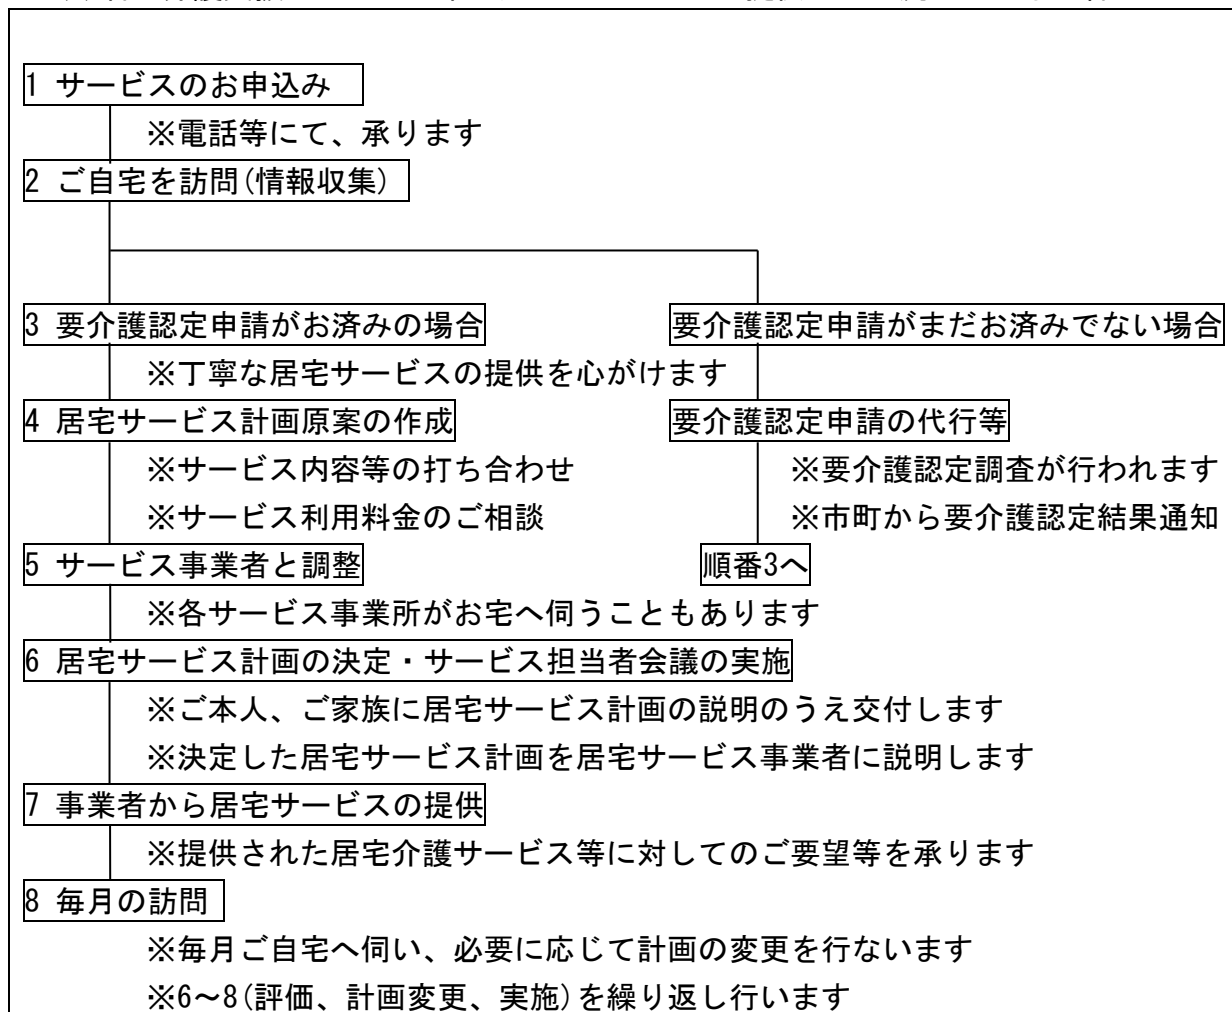 1 サービスのお申込み
※電話等にて、承ります
2 ご自宅を訪問(情報収集)
3 要介護認定申請がお済みの場合
要介護認定申請がまだお済みでない場合
※丁寧な居宅サービスの提供を心がけます
4 居宅サービス計画原案の作成
要介護認定申請の代行等
※サービス内容等の打ち合わせ
※要介護認定調査が行われます
※サービス利用料金のご相談
※市町から要介護認定結果通知
5 サービス事業者と調整
順番3へ
※各サービス事業所がお宅へ伺うこともあります
6 居宅サービス計画の決定・サービス担当者会議の実施
※ご本人、ご家族に居宅サービス計画の説明のうえ交付します
※決定した居宅サービス計画を居宅サービス事業者に説明します
7 事業者から居宅サービスの提供
※提供された居宅介護サービス等に対してのご要望等を承ります
8 毎月の訪問
※毎月ご自宅へ伺い、必要に応じて計画の変更を行ないます
※6～8(評価、計画変更、実施)を繰り返し行います